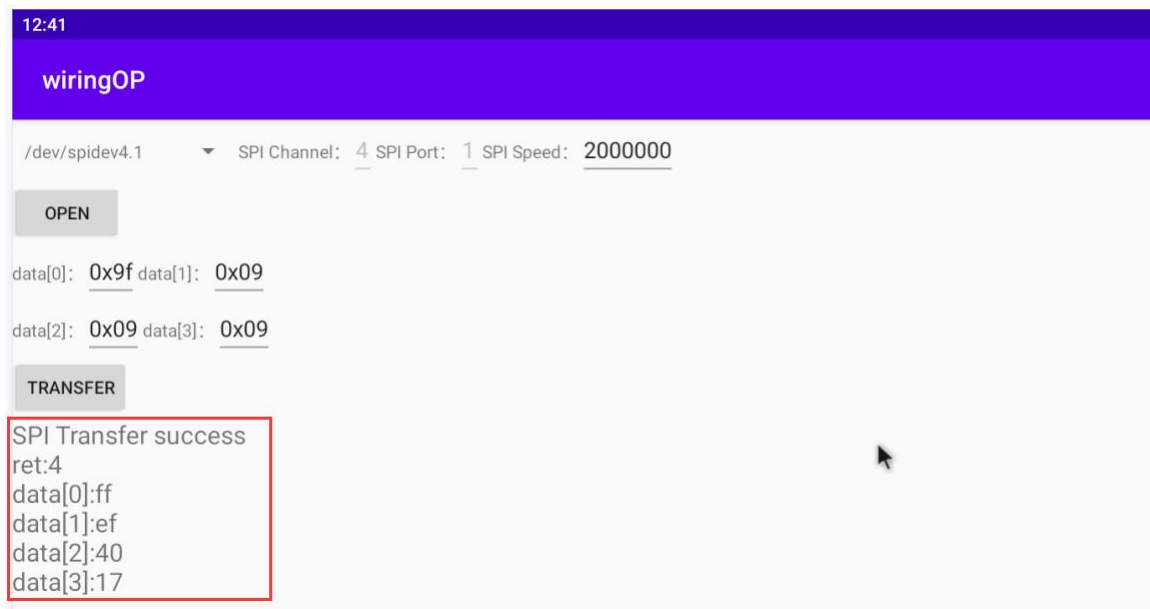 12:41
wiringOP
/dev/spidev4.1 SPI Channel: 4 SPI Port: 1 SPI Speed: 2000000
OPEN
data[0]: 0x9f data[1]: 0x09
data[2]: 0x09 data[3]: 0x09
TRANSFER
SPI Transfer success
ret:4
data[0]:ff
data[1]:ef
data[2]:40
data[3]:17